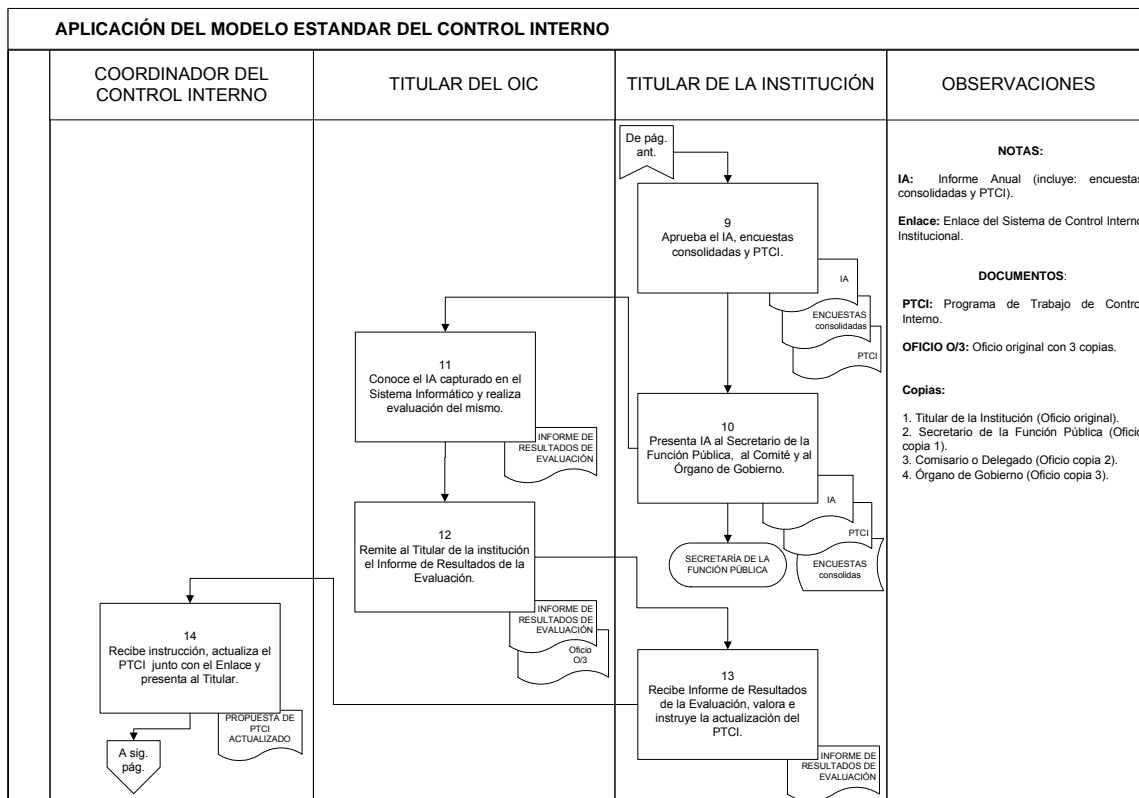 APLICACIÓN DEL MODELO ESTANDAR DEL CONTROL INTERNO
COORDINADOR DEL
CONTROL INTERNO
TITULAR DEL OIC
TITULAR DE LA INSTITUCIÓN
OBSERVACIONES
De pág.
ant.
9
Aprueba el IA, encuestas
consolidadas y PTCI.
IA
ENCUESTAS
consolidadas
PTCI
10
Presenta IA al Secretario de la
Función Pública, al Comité y al
Órgano de Gobierno.
IA
PTCI
ENCUESTAS
consolidas
SECRETARÍA DE LA
FUNCIÓN PÚBLICA
11
Conoce el IA capturado en el
Sistema Informático y realiza
evaluación del mismo.
INFORME DE
RESULTADOS DE
EVALUACIÓN
12
Remite al Titular de la institución
el Informe de Resultados de la
Evaluación.
INFORME DE
RESULTADOS DE
EVALUACIÓN
Oficio
O/3
13
Recibe Informe de Resultados
de la Evaluación, valora e
instruye la actualización del
PTCI.
INFORME DE
RESULTADOS DE
EVALUACIÓN
14
Recibe instrucción, actualiza el
PTCI junto con el Enlace y
presenta al Titular.
PROPUESTA DE
PTCI
ACTUALIZADO
A sig.
pág.
NOTAS:
IA: Informe Anual (incluye: encuestas
consolidadas y PTCI).
Enlace: Enlace del Sistema de Control Interno
Institucional.
DOCUMENTOS:
PTCI: Programa de Trabajo de Control
Interno.
OFICIO O/3: Oficio original con 3 copias.
Copias:
1. Titular de la Institución (Oficio original).
2. Secretario de la Función Pública (Oficio
copia 1).
3. Comisario o Delegado (Oficio copia 2).
4. Órgano de Gobierno (Oficio copia 3).